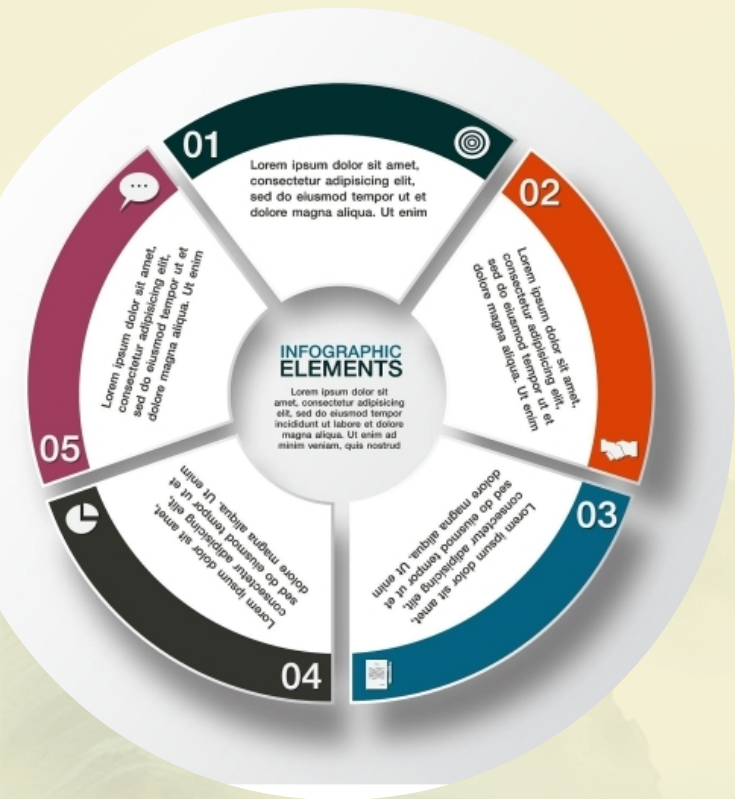 01
Lorem ipsum dolor sit amet,
consectetur adipisicing elit,
sed do eiusmod tempor ut et
dolore magna aliqua. Ut enim
02
Lorem ipsum dolor sit amet,
consectetur adipisicing elit,
sed do eiusmod tempor ut et
dolore magna aliqua. Ut enim
03
Lorem ipsum dolor sit amet,
consectetur adipisicing elit,
sed do eiusmod tempor ut et
dolore magna aliqua. Ut enim
04
Lorem ipsum dolor sit amet,
consectetur adipisicing elit,
sed do eiusmod tempor ut et
dolore magna aliqua. Ut enim
05
Lorem ipsum dolor sit amet,
consectetur adipisicing elit,
sed do eiusmod tempor ut et
dolore magna aliqua. Ut enim
INFOGRAPHIC
ELEMENTS
Lorem ipsum dolor sit
amet, consectetur adipisicing
elit, sed do eiusmod tempor
incididunt ut labore et dolore
magna aliqua. Ut enim ad
minim veniam, quis nostrud